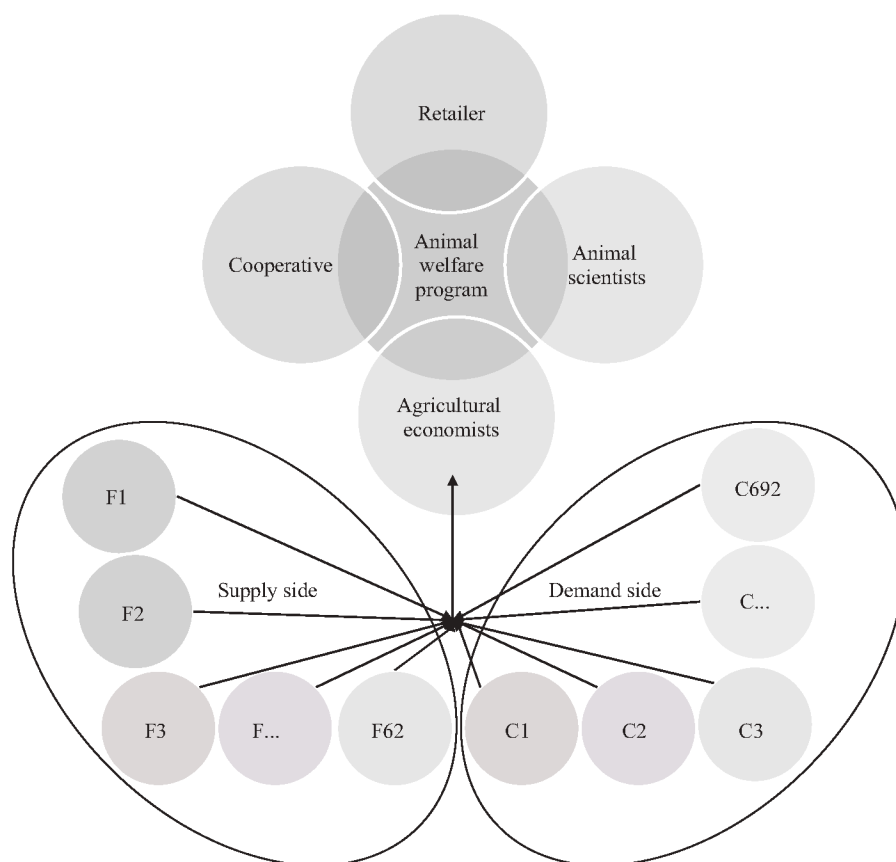 Retailer
Cooperative
Animal
welfare
program
Animal
scientists
Agricultural
economists
F1
C692
Supply side
Demand side
F2
C...
F3
F...
F62
C1
C2
C3